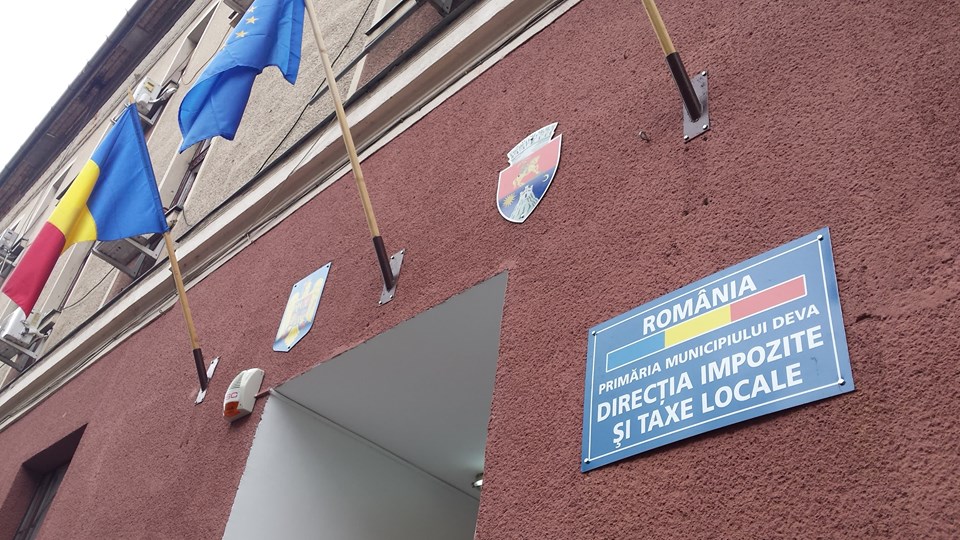 ROMÂNIA
PRIMĂRIA MUNICIPIULUI DEVA
DIRECȚIA IMPOZITE
ȘI TAXE LOCALE